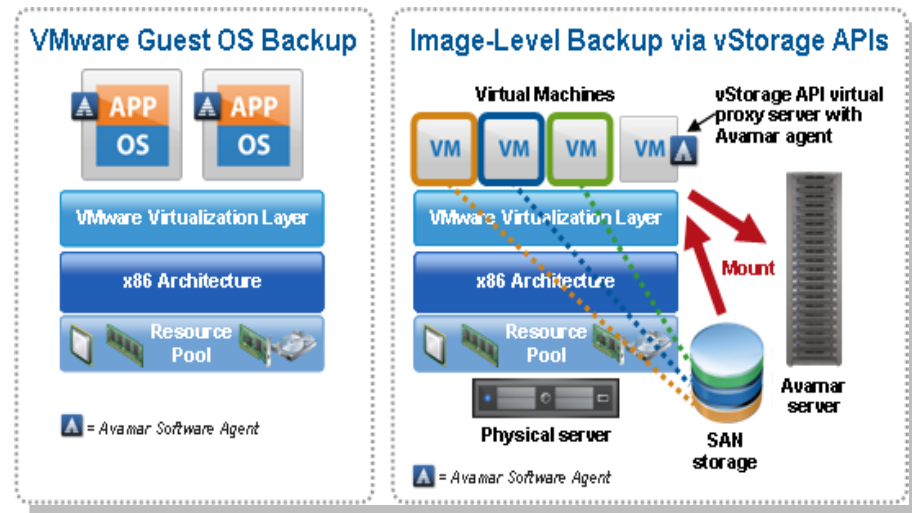 VMware Guest OS Backup
APP
OS
APP
OS
VMware Virtualization Layer
x86 Architecture
Resource
Pool
= Avamar Software Agent
Image-Level Backup via vStorage APIs
Virtual Machines
vStorage API virtual
proxy server with
Avamar agent
VM
VM
VM
VM
VMware Virtualization Layer
x86 Architecture
Mount
Resource
Pool
Physical server
SAN
storage
Avamar
server
= Avamar Software Agent